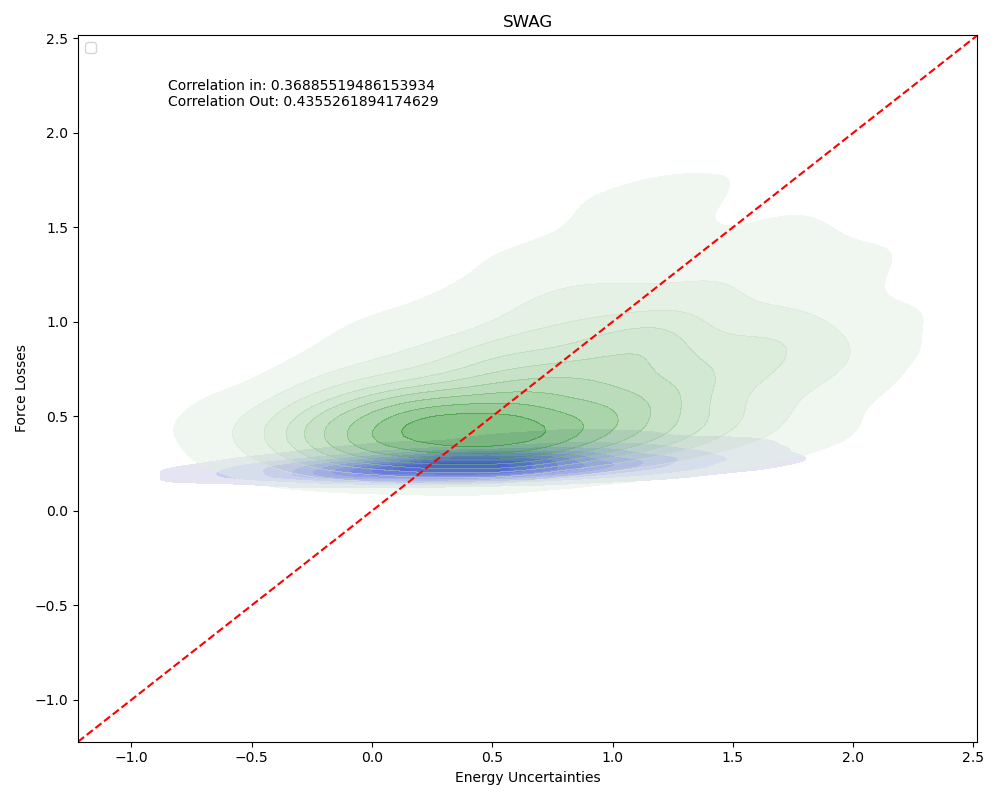 SWAG
Correlation in: 0.36885519486153934
Correlation Out: 0.4355261894174629
2.5
2.0
1.5
1.0
0.5
0.0
−0.5
−1.0
Force Losses
−1.0 −0.5 0.0 0.5 1.0 1.5 2.0 2.5
Energy Uncertainties